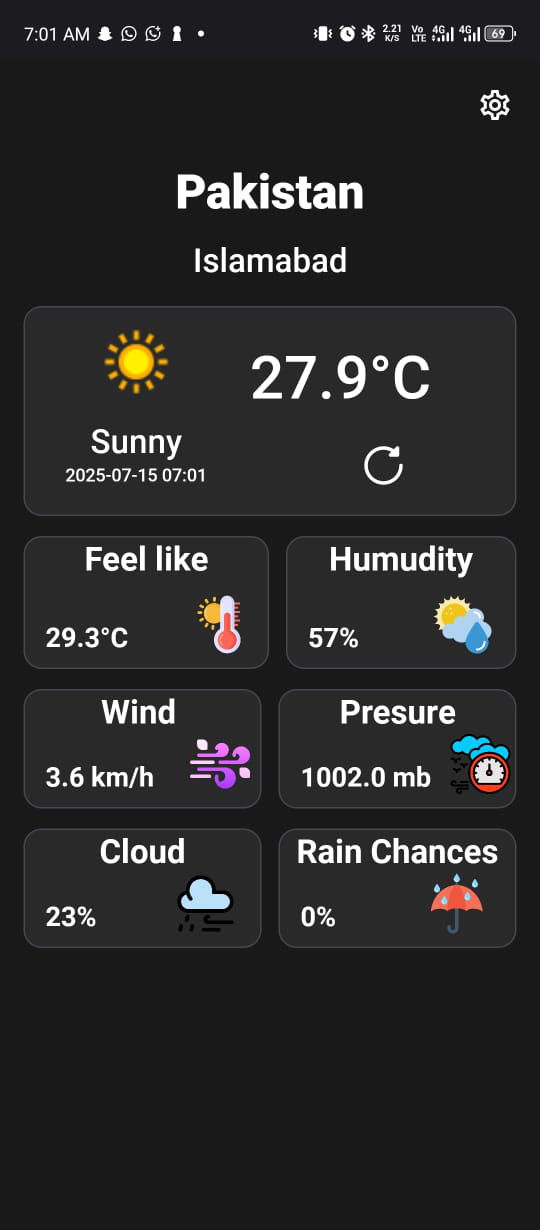 7:01 AM
2.21 K/S Vo LTE 4G 4G 69
Pakistan
Islamabad
27.9°C
Sunny
2025-07-15 07:01
Feel like
29.3°C
Humudity
57%
Wind
3.6 km/h
Presure
1002.0 mb
Cloud
23%
Rain Chances
0%